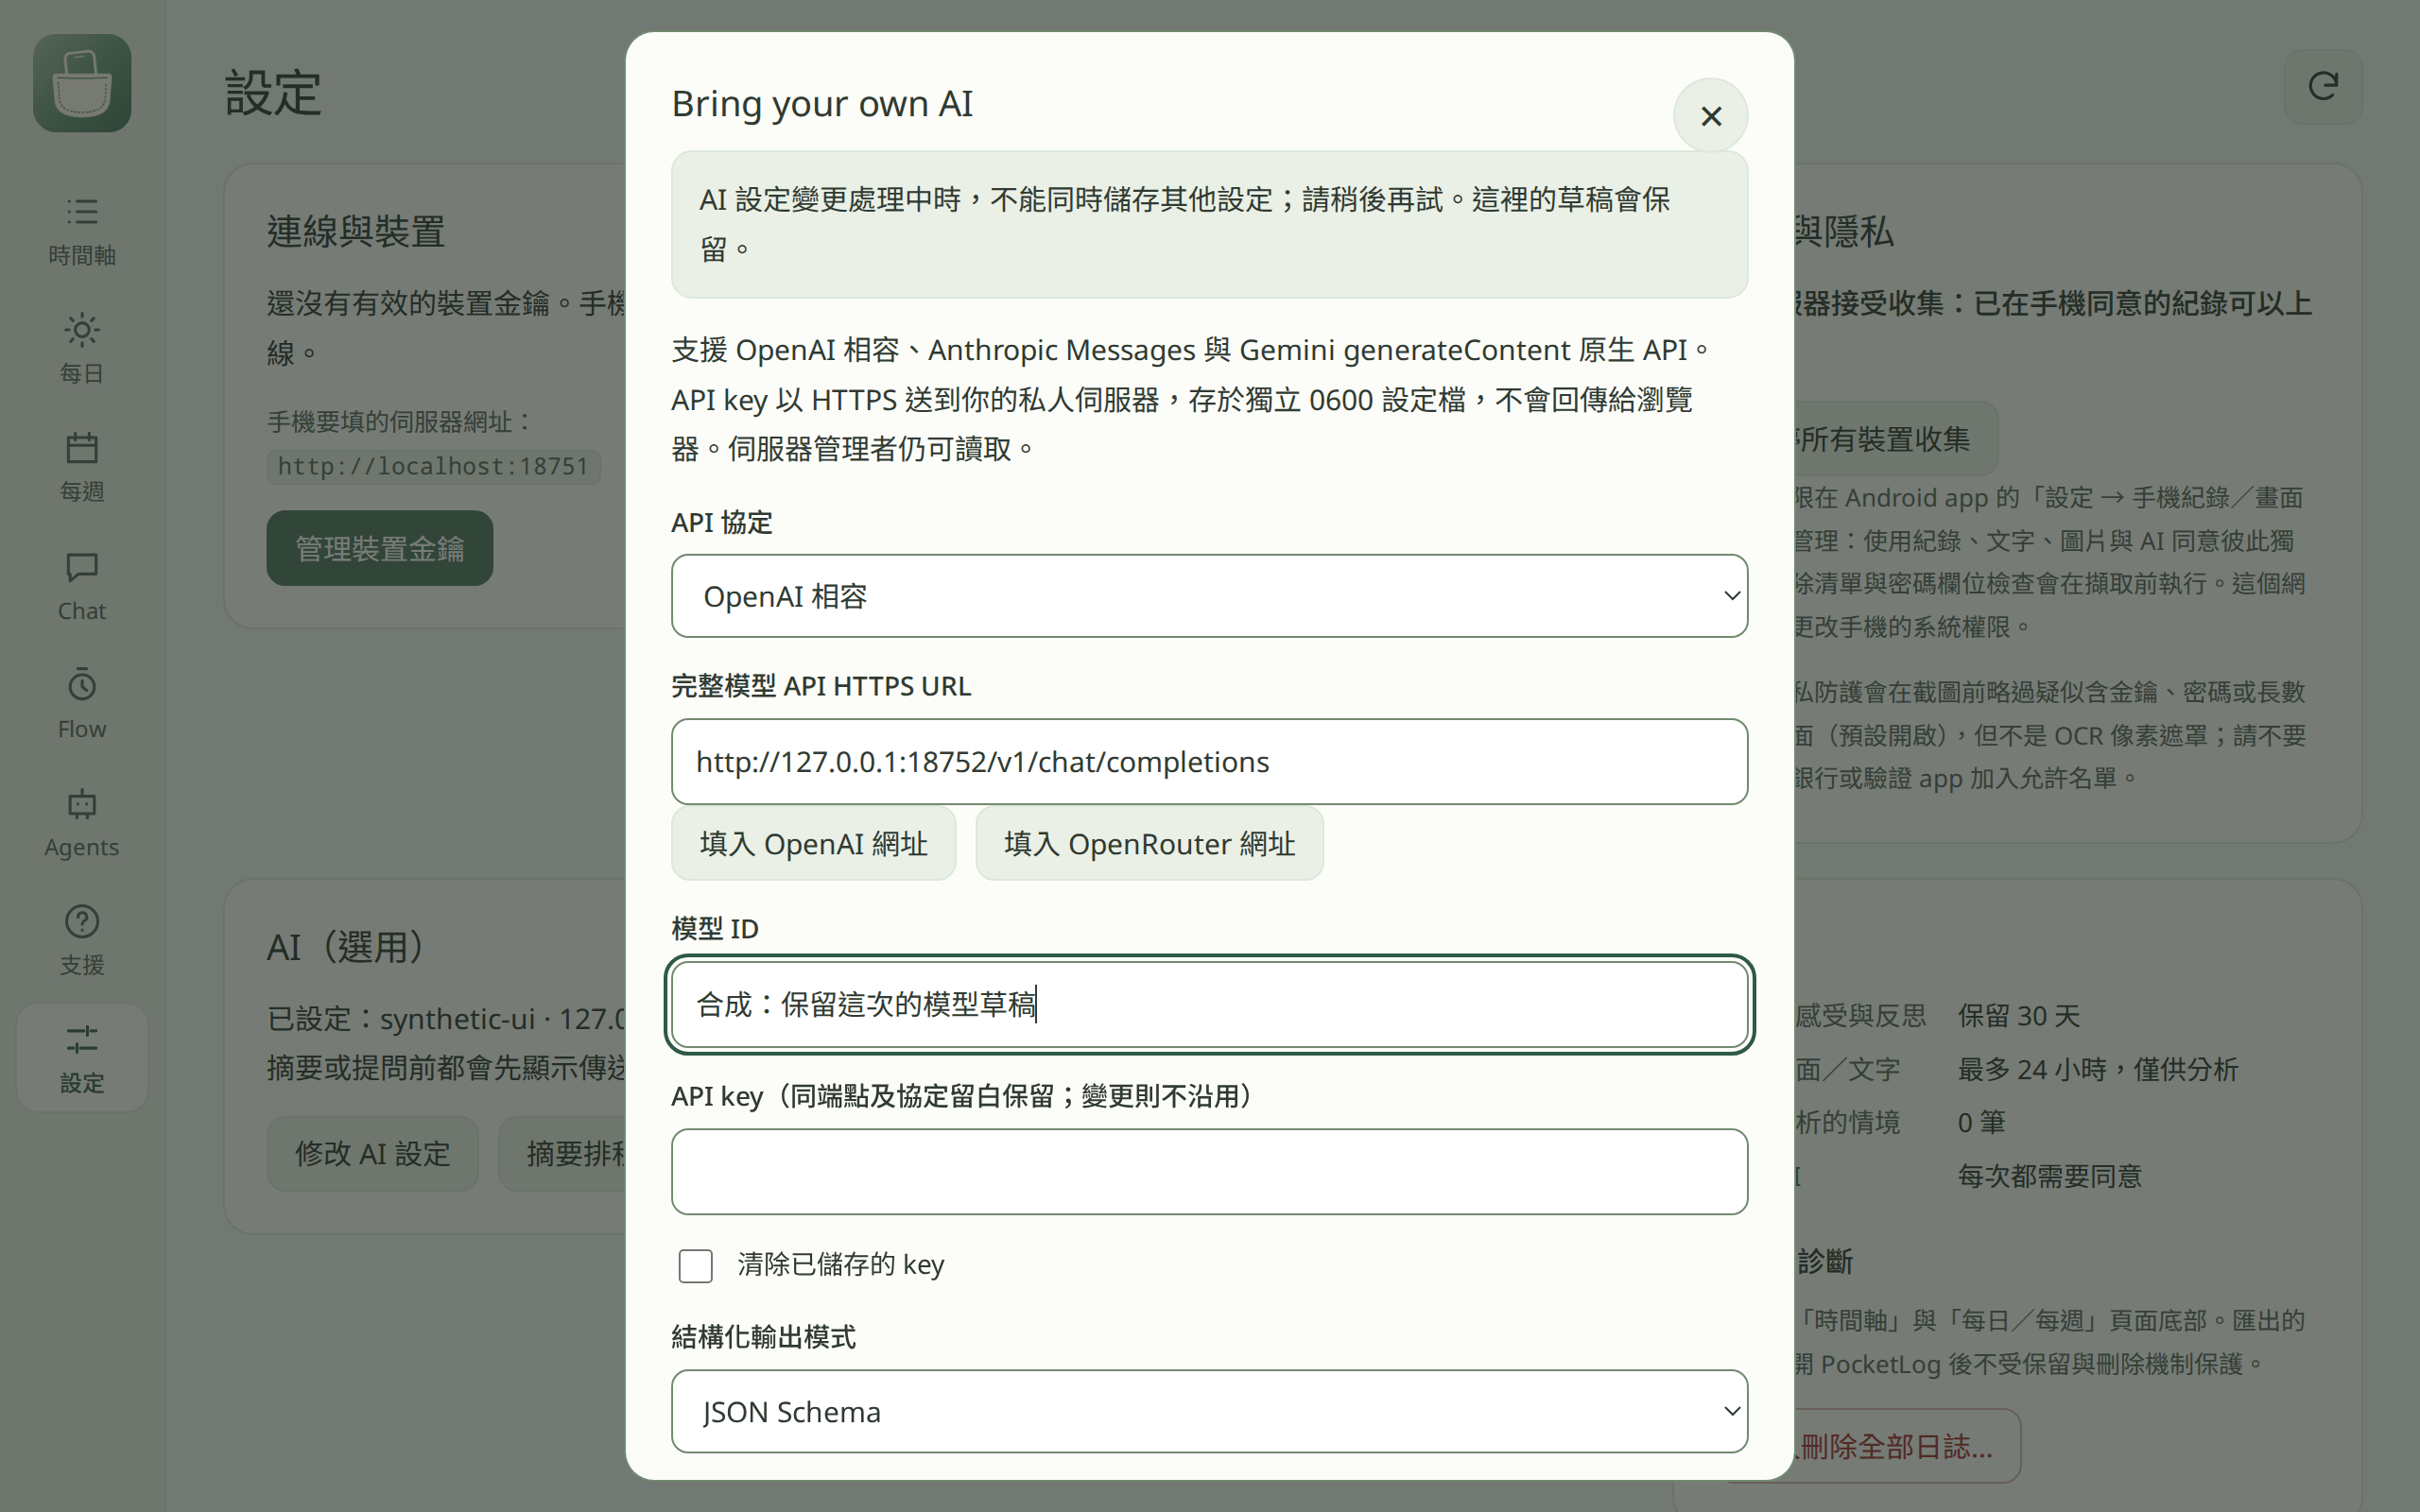 時間軸
每日
每週
Chat
Flow
Agents
支援
設定
設定
連線與裝置
還沒有有效的裝置金鑰。手機
線。
手機要填的伺服器網址：
http://localhost:18751
管理裝置金鑰
AI（選用）
已設定：synthetic-ui · 127.0
摘要或提問前都會先顯示傳送
修改 AI 設定
摘要排程
Bring your own AI
AI 設定變更處理中時，不能同時儲存其他設定；請稍後再試。這裡的草稿會保
留。
支援 OpenAI 相容、Anthropic Messages 與 Gemini generateContent 原生 API。
API key 以 HTTPS 送到你的私人伺服器，存於獨立 0600 設定檔，不會回傳給瀏覽
器。伺服器管理者仍可讀取。
API 協定
OpenAI 相容
完整模型 API HTTPS URL
http://127.0.0.1:18752/v1/chat/completions
填入 OpenAI 網址
填入 OpenRouter 網址
模型 ID
合成：保留這次的模型草稿
API key（同端點及協定留白保留；變更則不沿用）
清除已儲存的 key
結構化輸出模式
JSON Schema
與隱私
器接受收集：已在手機同意的紀錄可以上
所有裝置收集
限在 Android app 的「設定 → 手機紀錄／畫面
管理：使用紀錄、文字、圖片與 AI 同意彼此獨
除清單與密碼欄位檢查會在擷取前執行。這個網
更改手機的系統權限。
私防護會在截圖前略過疑似含金鑰、密碼或長數
面（預設開啟），但不是 OCR 像素遮罩；請不要
銀行或驗證 app 加入允許名單。
感受與反思
保留 30 天
面／文字
最多 24 小時，僅供分析
析的情境
0 筆
每次都需要同意
診斷
「時間軸」與「每日／每週」頁面底部。匯出的
開 PocketLog 後不受保留與刪除機制保護。
刪除全部日誌…